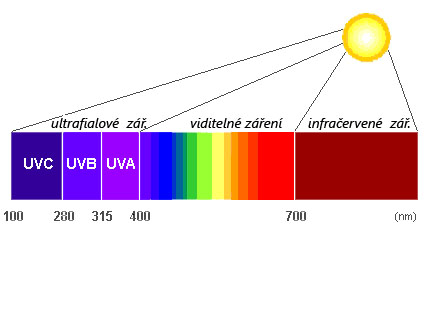 ultrafialové zář. viditelné záření infračervené zář.
UVC UVB UVA
100 280 315 400 700 (nm)